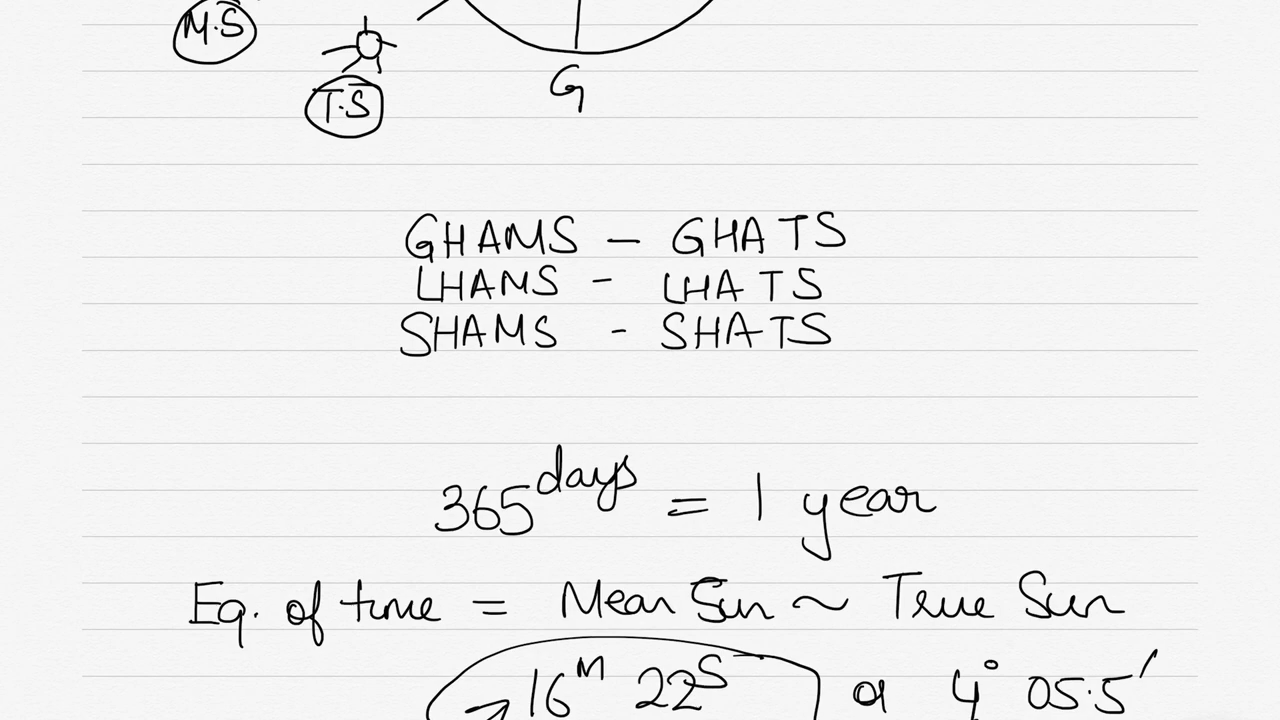 M.S
T.S
G
GHAMS – GHATS
LHAMS - LHATS
SHAMS - SHATS
365 days = 1 year
Eq. of time = Mean Sun ~ True Sun
→ 16M 22S or 4° 05.5'